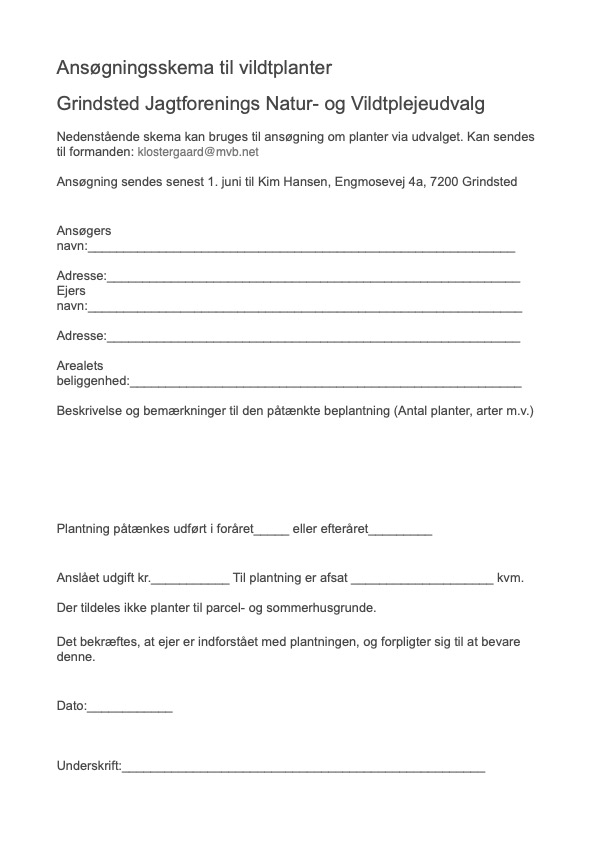 Ansøgningsskema til vildtplanter
Grindsted Jagtforenings Natur- og Vildtplejeudvalg
Nedenstående skema kan bruges til ansøgning om planter via udvalget. Kan sendes
til formanden: klostergaard@mvb.net
Ansøgning sendes senest 1. juni til Kim Hansen, Engmosevej 4a, 7200 Grindsted
Ansøgers
navn:____________________________________________________________
Adresse:__________________________________________________________
Ejers
navn:_____________________________________________________________
Adresse:__________________________________________________________
Arealets
beliggenhed:_______________________________________________________
Beskrivelse og bemærkninger til den påtænkte beplantning (Antal planter, arter m.v.)
Plantning påtænkes udført i foråret_____ eller efteråret_________
Anslået udgift kr.___________ Til plantning er afsat ____________________ kvm.
Der tildeles ikke planter til parcel- og sommerhusgrunde.
Det bekræftes, at ejer er indforstået med plantningen, og forpligter sig til at bevare
denne.
Dato:____________
Underskrift:___________________________________________________